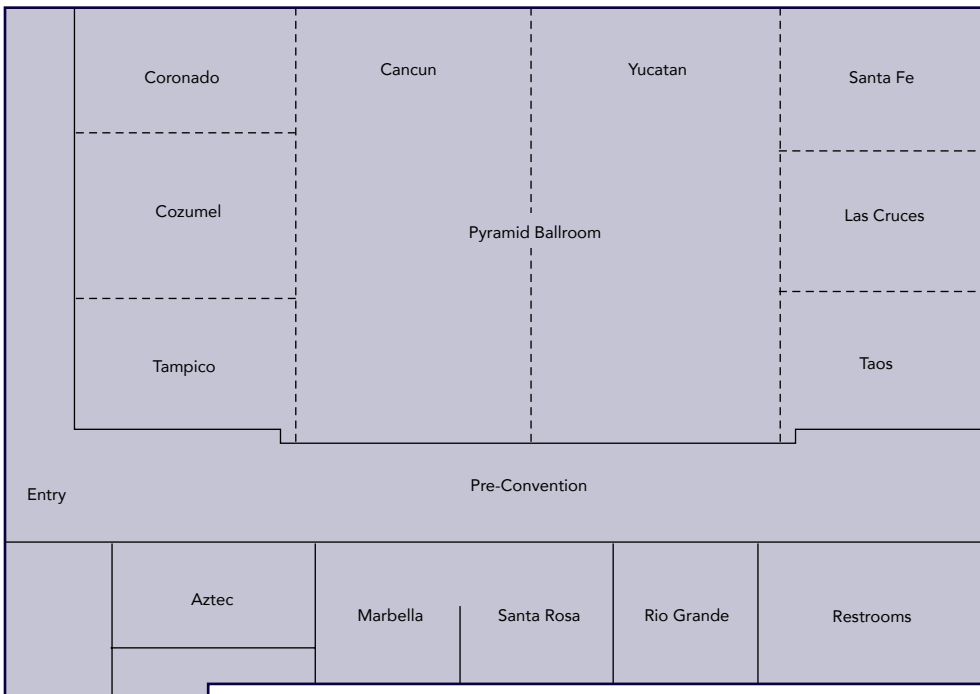 Coronado
Cancun
Yucatan
Santa Fe
Cozumel
Las Cruces
Pyramid Ballroom
Tampico
Taos
Entry
Pre-Convention
Aztec
Marbella
Santa Rosa
Rio Grande
Restrooms